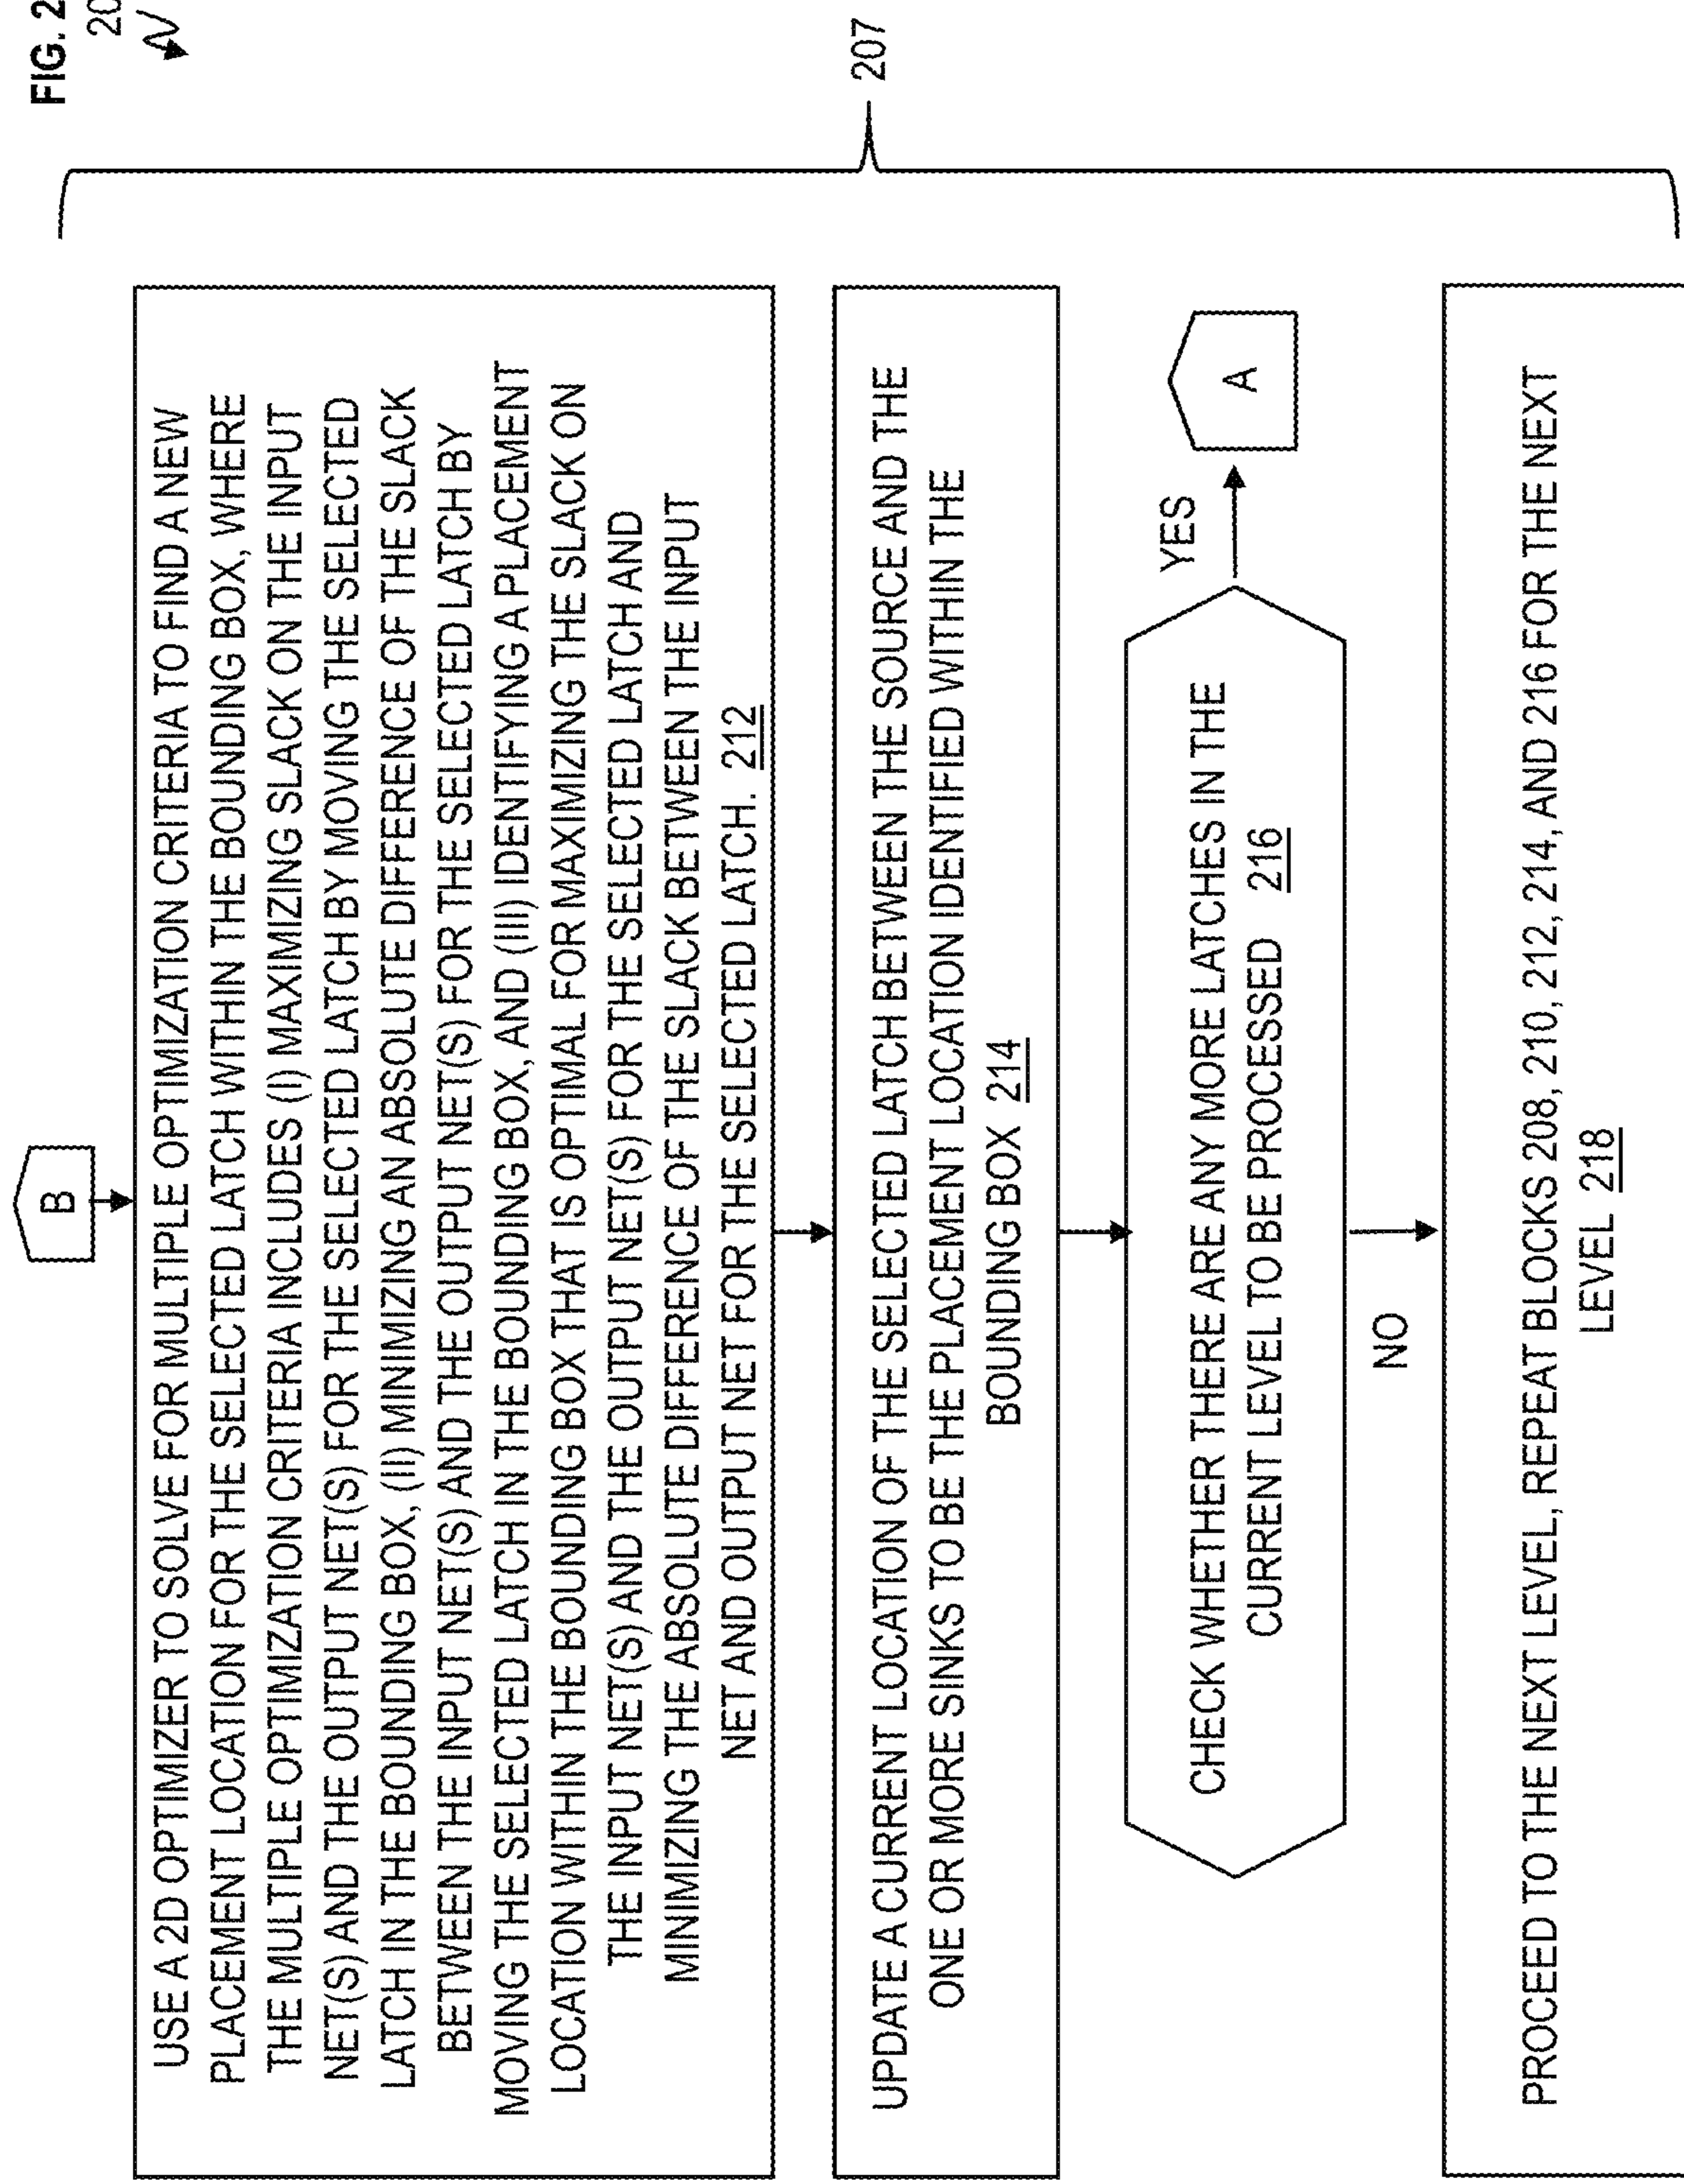 FIG. 2
20
B
USE A 2D OPTIMIZER TO SOLVE FOR MULTIPLE OPTIMIZATION CRITERIA TO FIND A NEW
PLACEMENT LOCATION FOR THE SELECTED LATCH WITHIN THE BOUNDING BOX, WHERE
THE MULTIPLE OPTIMIZATION CRITERIA INCLUDES (I) MAXIMIZING SLACK ON THE INPUT
NET(S) AND THE OUTPUT NET(S) FOR THE SELECTED LATCH BY MOVING THE SELECTED
LATCH IN THE BOUNDING BOX, (II) MINIMIZING AN ABSOLUTE DIFFERENCE OF THE SLACK
BETWEEN THE INPUT NET(S) AND THE OUTPUT NET(S) FOR THE SELECTED LATCH BY
MOVING THE SELECTED LATCH IN THE BOUNDING BOX, AND (III) IDENTIFYING A PLACEMENT
LOCATION WITHIN THE BOUNDING BOX THAT IS OPTIMAL FOR MAXIMIZING THE SLACK ON
THE INPUT NET(S) AND THE OUTPUT NET(S) FOR THE SELECTED LATCH AND
MINIMIZING THE ABSOLUTE DIFFERENCE OF THE SLACK BETWEEN THE INPUT
NET AND OUTPUT NET FOR THE SELECTED LATCH. 212
UPDATE A CURRENT LOCATION OF THE SELECTED LATCH BETWEEN THE SOURCE AND THE
ONE OR MORE SINKS TO BE THE PLACEMENT LOCATION IDENTIFIED WITHIN THE
BOUNDING BOX 214
207
CHECK WHETHER THERE ARE ANY MORE LATCHES IN THE
CURRENT LEVEL TO BE PROCESSED 216
YES
A
NO
PROCEED TO THE NEXT LEVEL, REPEAT BLOCKS 208, 210, 212, 214, AND 216 FOR THE NEXT
LEVEL 218